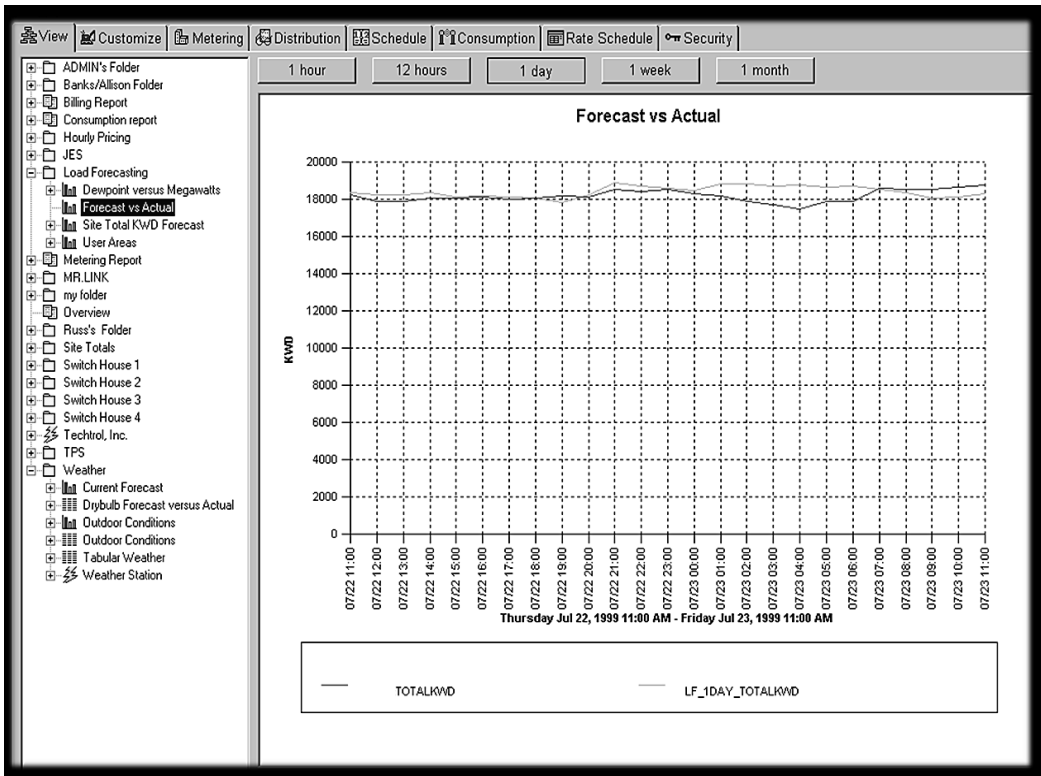 View Customize Metering Distribution Schedule Consumption Rate Schedule Security
ADMIN's Folder
Banks/Allison Folder
Billing Report
Consumption report
Hourly Pricing
JES
Load Forecasting
Dewpoint versus Megawatts
Forecast vs Actual
Site Total KWD Forecast
User Areas
Metering Report
MR.LINK
my folder
Overview
Russ's Folder
Site Totals
Switch House 1
Switch House 2
Switch House 3
Switch House 4
Techtrol, Inc.
TPS
Weather
Current Forecast
Drybulb Forecast versus Actual
Outdoor Conditions
Outdoor Conditions
Tabular Weather
Weather Station
1 hour 12 hours 1 day 1 week 1 month
Forecast vs Actual
20000
18000
16000
14000
12000
10000
8000
6000
4000
2000
0
KWD
07/22 11:00
07/22 12:00
07/22 13:00
07/22 14:00
07/22 15:00
07/22 16:00
07/22 17:00
07/22 18:00
07/22 19:00
07/22 20:00
07/22 21:00
07/22 22:00
07/22 23:00
07/23 00:00
07/23 01:00
07/23 02:00
07/23 03:00
07/23 04:00
07/23 05:00
07/23 06:00
07/23 07:00
07/23 08:00
07/23 09:00
07/23 10:00
07/23 11:00
Thursday Jul 22, 1999 11:00 AM - Friday Jul 23, 1999 11:00 AM
TOTALKWD LF_1DAY_TOTALKWD